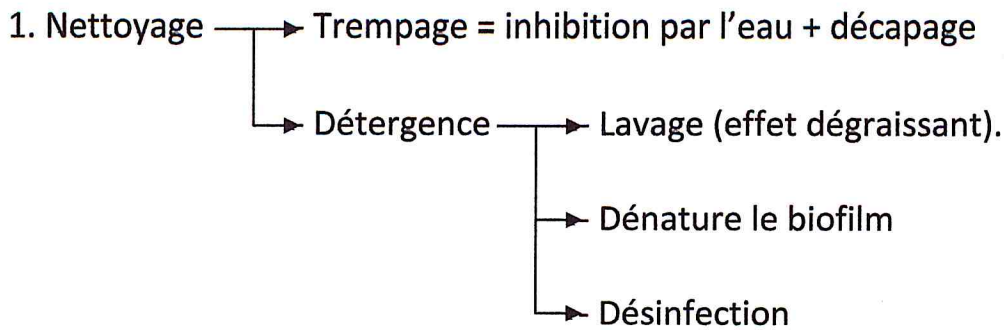 1. Nettoyage Trempage = inhibition par l'eau + décapage
Détergence Lavage (effet dégraissant).
Dénature le biofilm
Désinfection